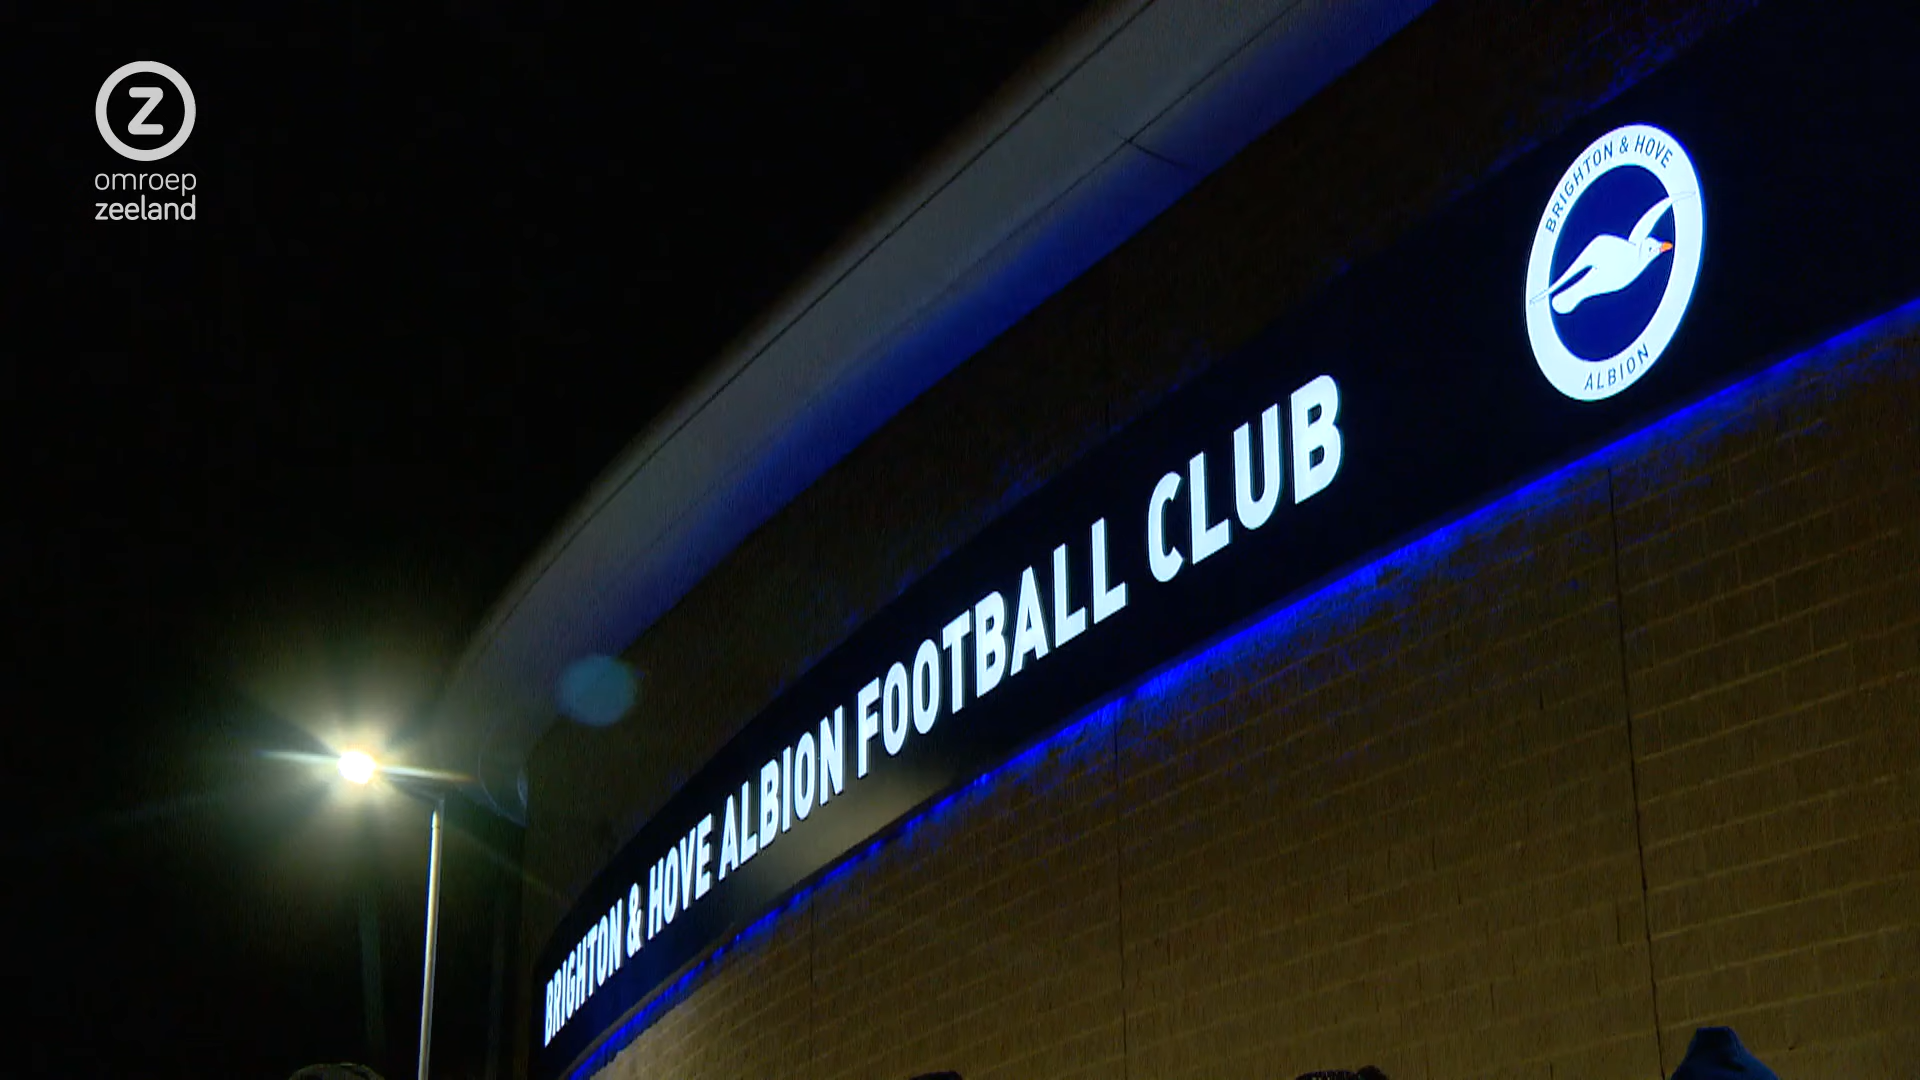 Z
omroep
zeeland
BRIGHTON & HOVE
ALBION
BRIGHTON & HOVE ALBION FOOTBALL CLUB